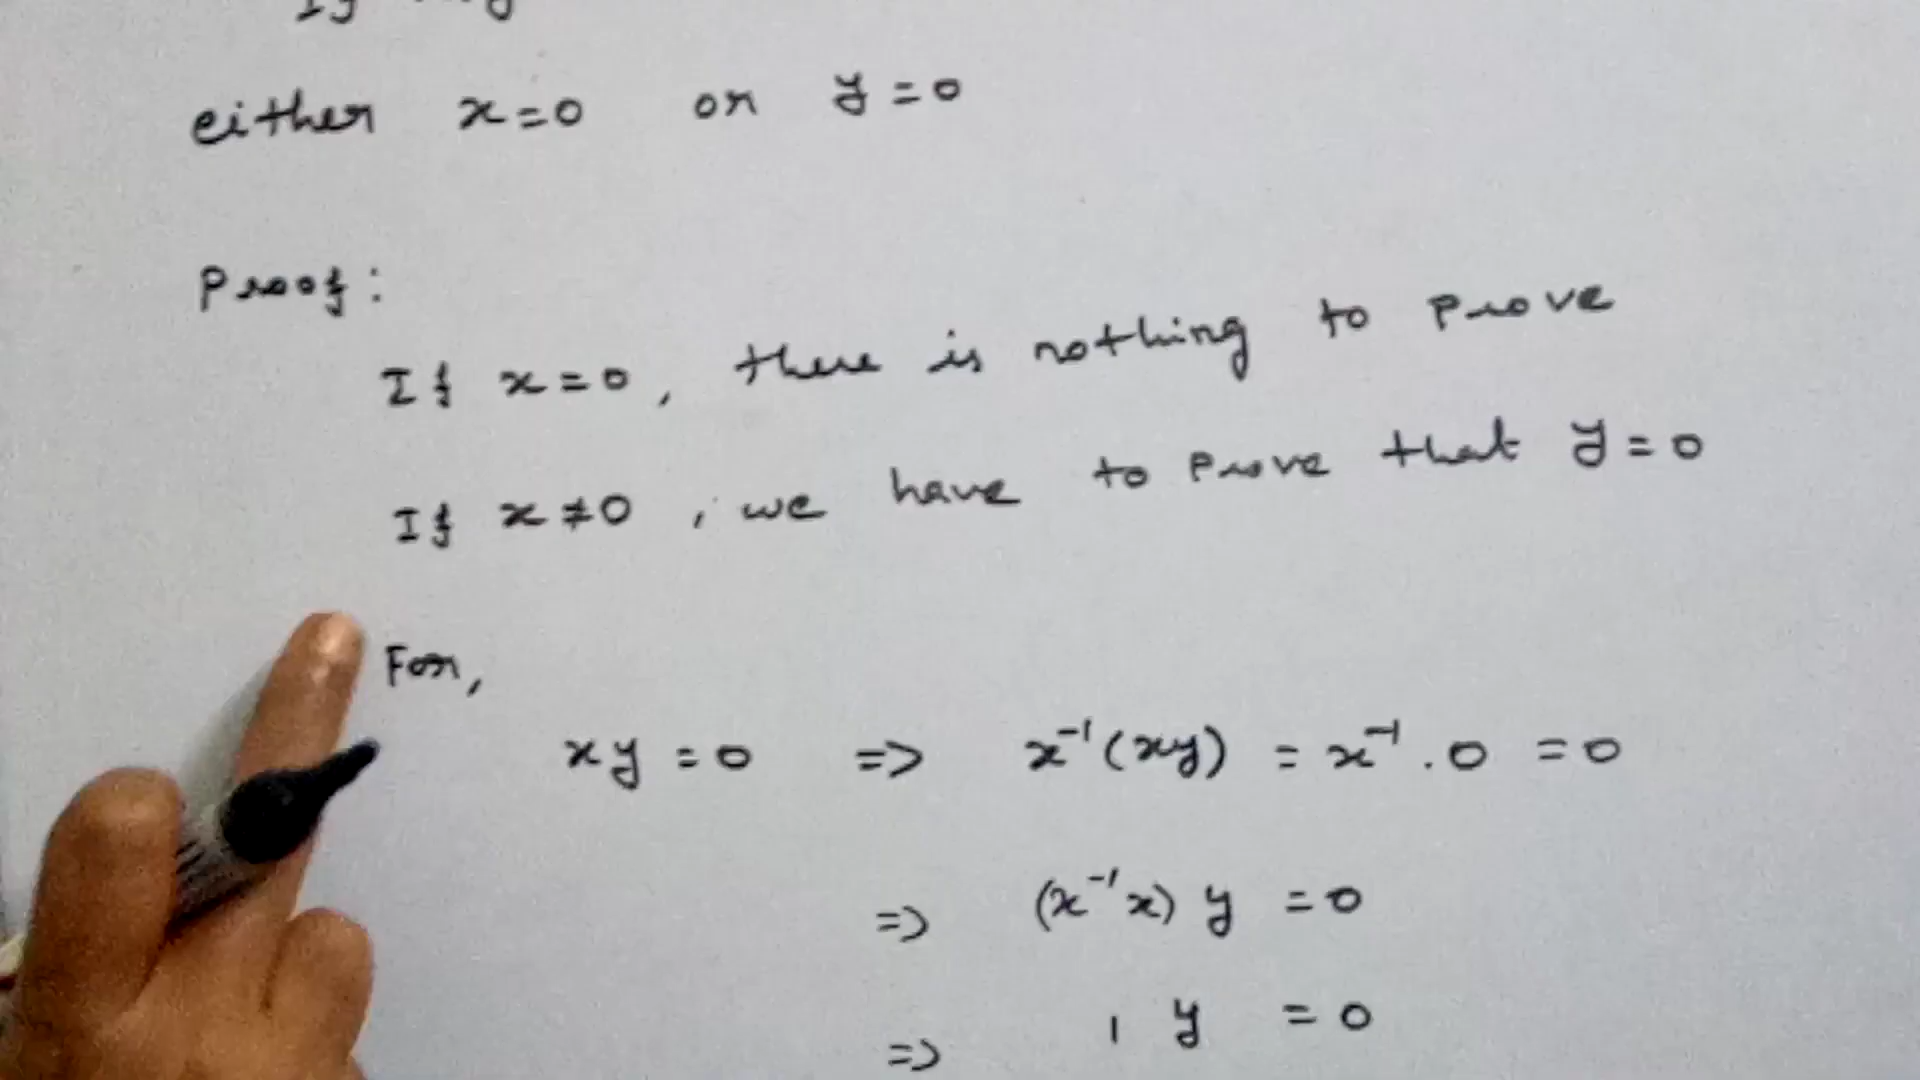 either x=0 or y=0
Proof:
If x=0, there is nothing to prove
If x≠0, we have to prove that y=0
For,
xy=0 => x⁻¹(xy) = x⁻¹.0 =0
=> (x⁻¹x) y =0
=> 1 y =0